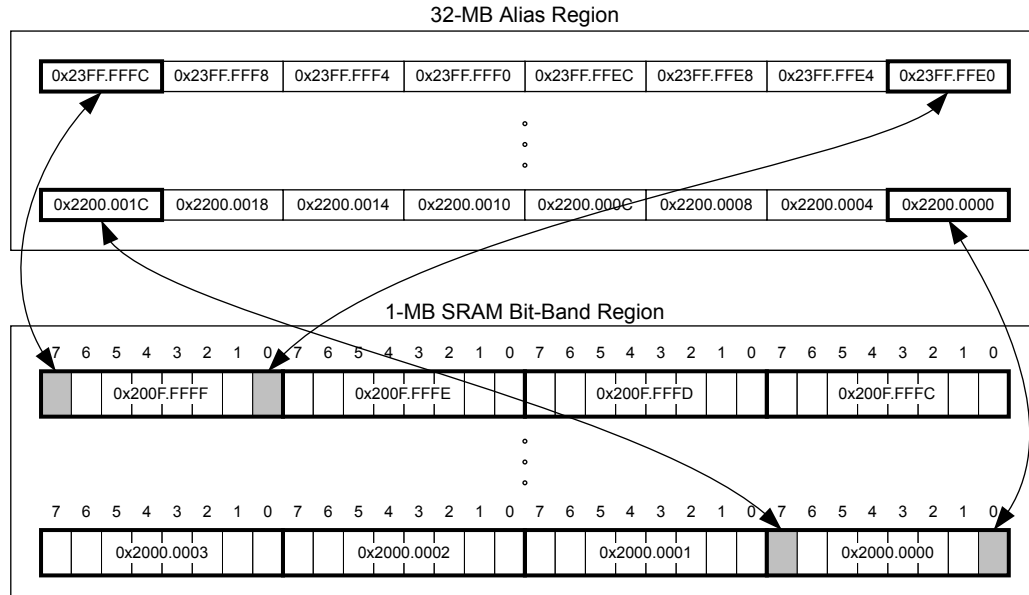 32-MB Alias Region
0x23FF.FFFC 0x23FF.FFF8 0x23FF.FFF4 0x23FF.FFF0 0x23FF.FFEC 0x23FF.FFE8 0x23FF.FFE4 0x23FF.FFE0
0x2200.001C 0x2200.0018 0x2200.0014 0x2200.0010 0x2200.000C 0x2200.0008 0x2200.0004 0x2200.0000
1-MB SRAM Bit-Band Region
7 6 5 4 3 2 1 0 7 6 5 4 3 2 1 0 7 6 5 4 3 2 1 0 7 6 5 4 3 2 1 0
0x200F.FFFF 0x200F.FFFE 0x200F.FFFD 0x200F.FFFC
7 6 5 4 3 2 1 0 7 6 5 4 3 2 1 0 7 6 5 4 3 2 1 0 7 6 5 4 3 2 1 0
0x2000.0003 0x2000.0002 0x2000.0001 0x2000.0000